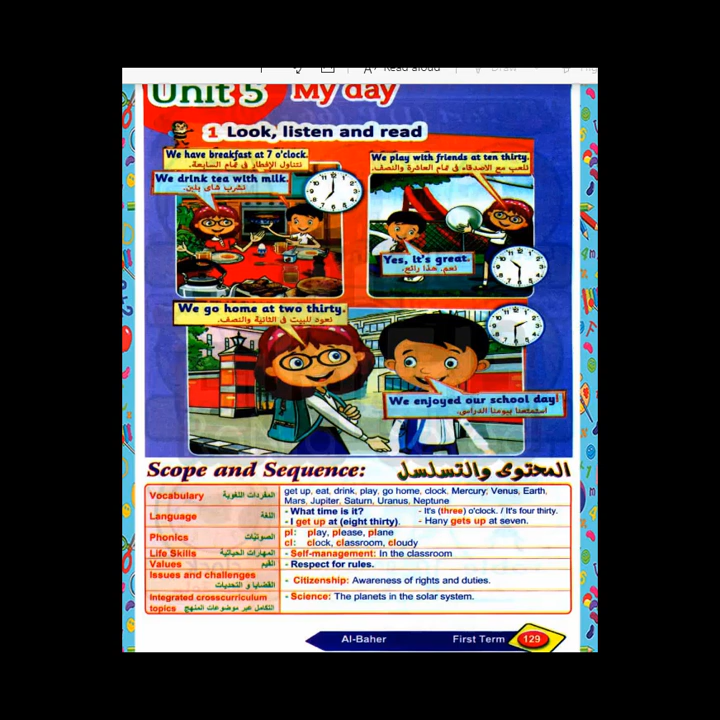 Read aloud
Draw
Unit 5 My day
1 Look, listen and read
We have breakfast at 7 o'clock.
نتناول الإفطار في تمام السابعة.
We drink tea with milk.
نشرب شاى بلبن.
We play with friends at ten thirty.
نلعب مع الأصدقاء في تمام العاشرة والنصف.
Yes, it's great.
نعم. هذا رائع.
We go home at two thirty.
نعود للبيت في الثانية والنصف.
We enjoyed our school day!
استمتعنا بيومنا الدراسى.
Scope and Sequence: المحتوى والتسلسل
Vocabulary المفردات اللغوية
get up, eat, drink, play, go home, clock, Mercury, Venus, Earth,
Mars, Jupiter, Saturn, Uranus, Neptune
Language اللغة
- What time is it? - It's (three) o'clock. / It's four thirty.
- I get up at (eight thirty). - Hany gets up at seven.
Phonics الصوتيات
pl: play, please, plane
cl: clock, classroom, cloudy
Life Skills المهارات الحياتية - Self-management: In the classroom
Values القيم - Respect for rules.
Issues and challenges
القضايا و التحديات
- Citizenship: Awareness of rights and duties.
Integrated crosscurriculum
topics التكامل عبر موضوعات المنهج
- Science: The planets in the solar system.
Al-Baher First Term 129